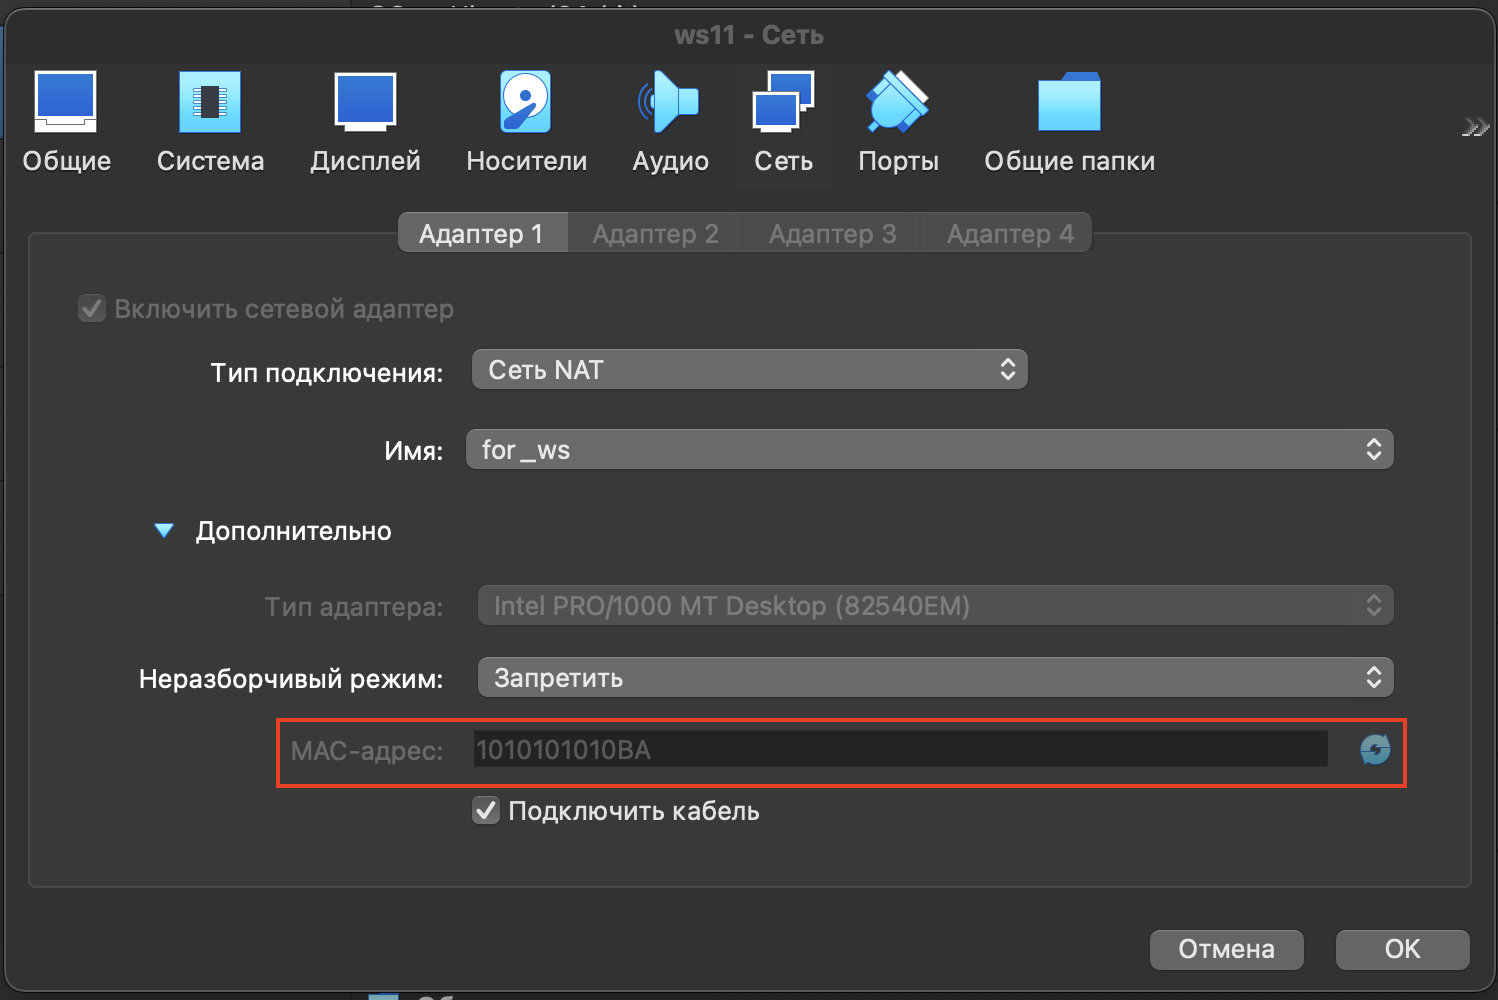 ws11 - Сеть
Общие Система Дисплей Носители Аудио Сеть Порты Общие папки
Адаптер 1 Адаптер 2 Адаптер 3 Адаптер 4
Включить сетевой адаптер
Тип подключения: Сеть NAT
Имя: for_ws
Дополнительно
Тип адаптера: Intel PRO/1000 MT Desktop (82540EM)
Неразборчивый режим: Запретить
MAC-адрес: 1010101010BA
Подключить кабель
Отмена OK